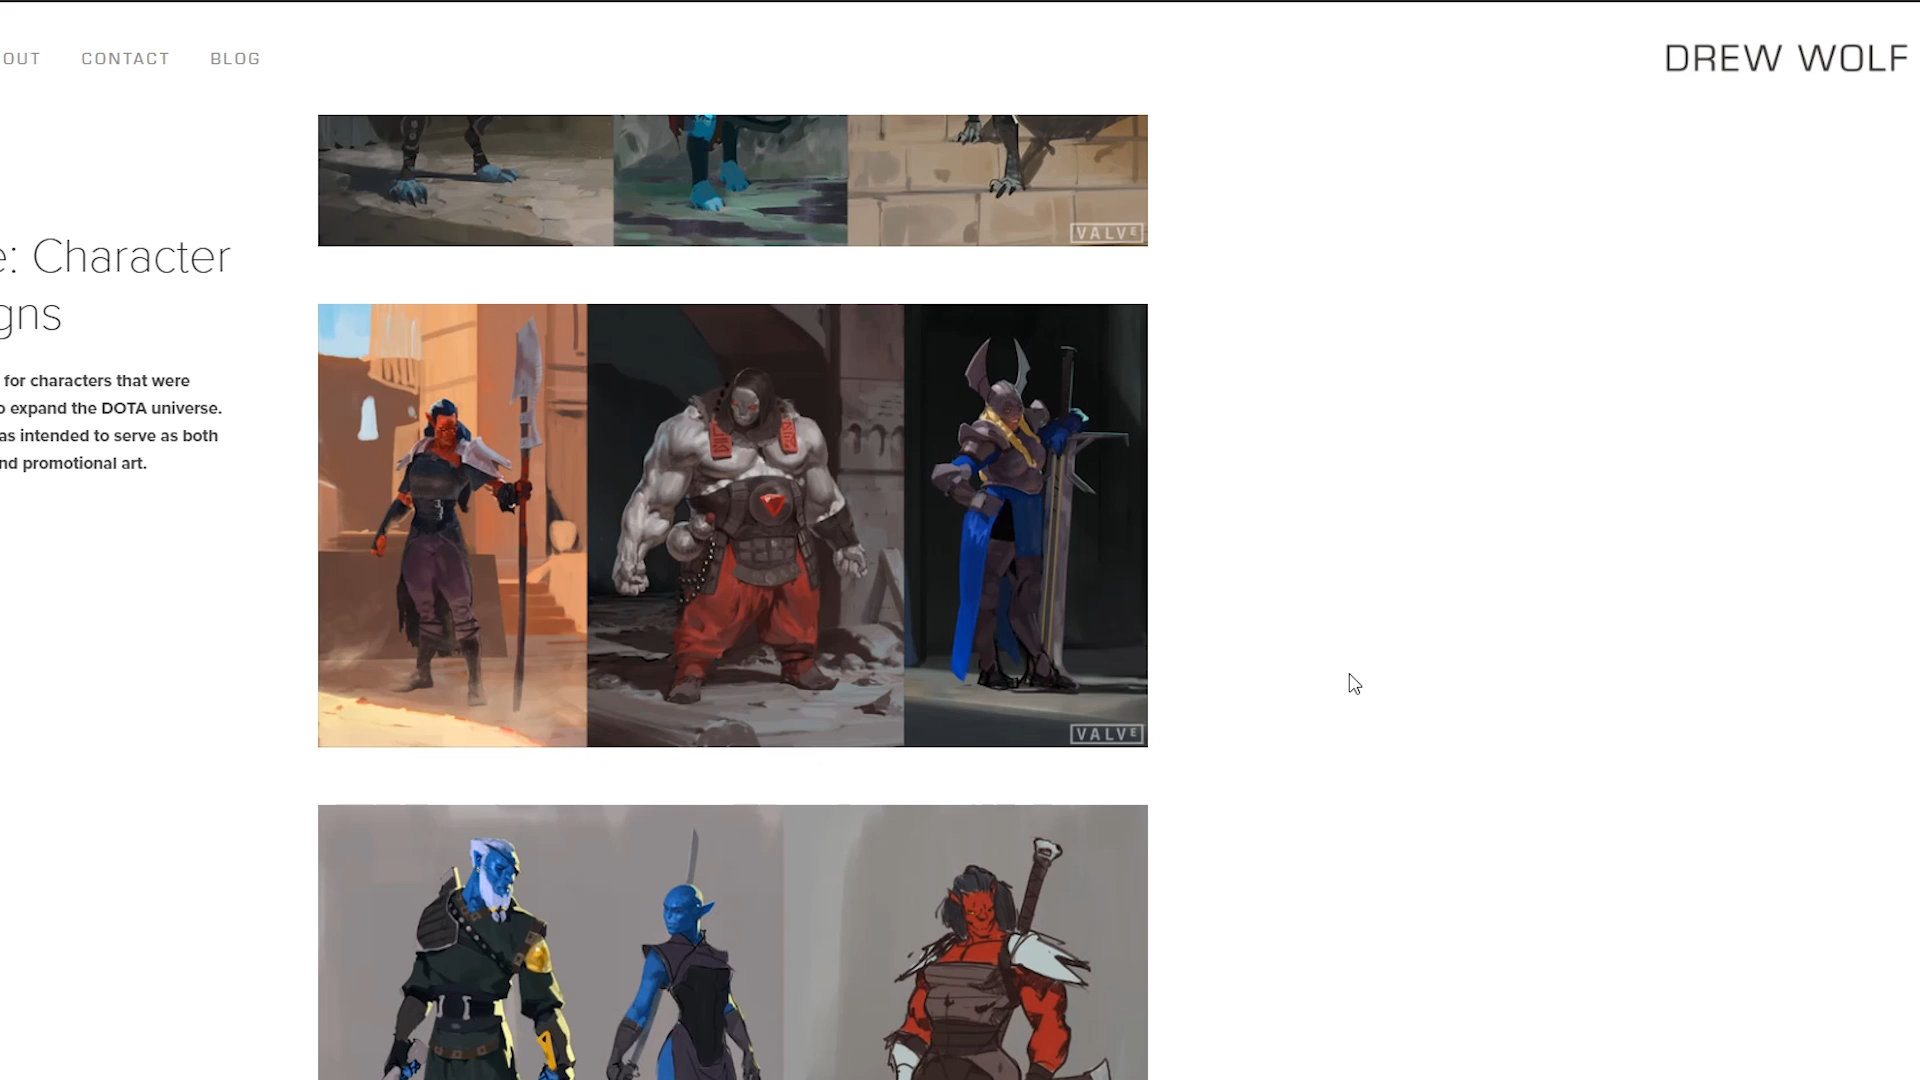 OUT CONTACT BLOG
DREW WOLF
VALVE
e: Character
gns
for characters that were
o expand the DOTA universe.
as intended to serve as both
nd promotional art.
VALVE